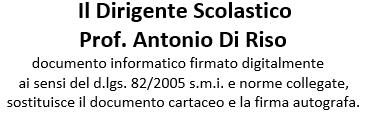 Il Dirigente Scolastico
Prof. Antonio Di Riso
documento informatico firmato digitalmente
ai sensi del d.lgs. 82/2005 s.m.i. e norme collegate,
sostituisce il documento cartaceo e la firma autografa.